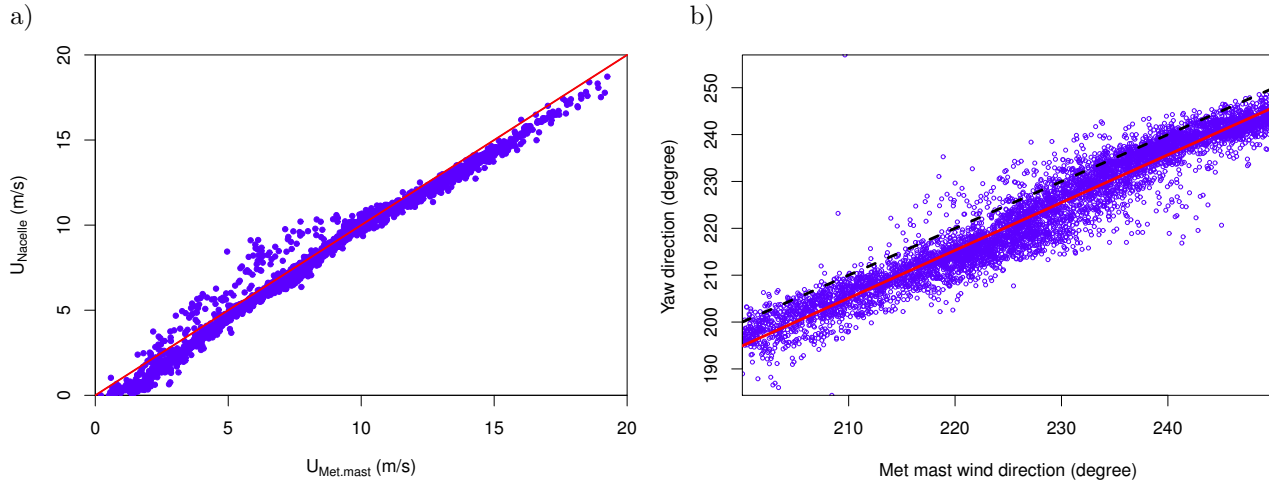 a)
20
15
10
5
0
U_Nacelle (m/s)
0 5 10 15 20
U_Met.mast (m/s)
b)
250
240
230
220
210
200
190
Yaw direction (degree)
210 220 230 240
Met mast wind direction (degree)